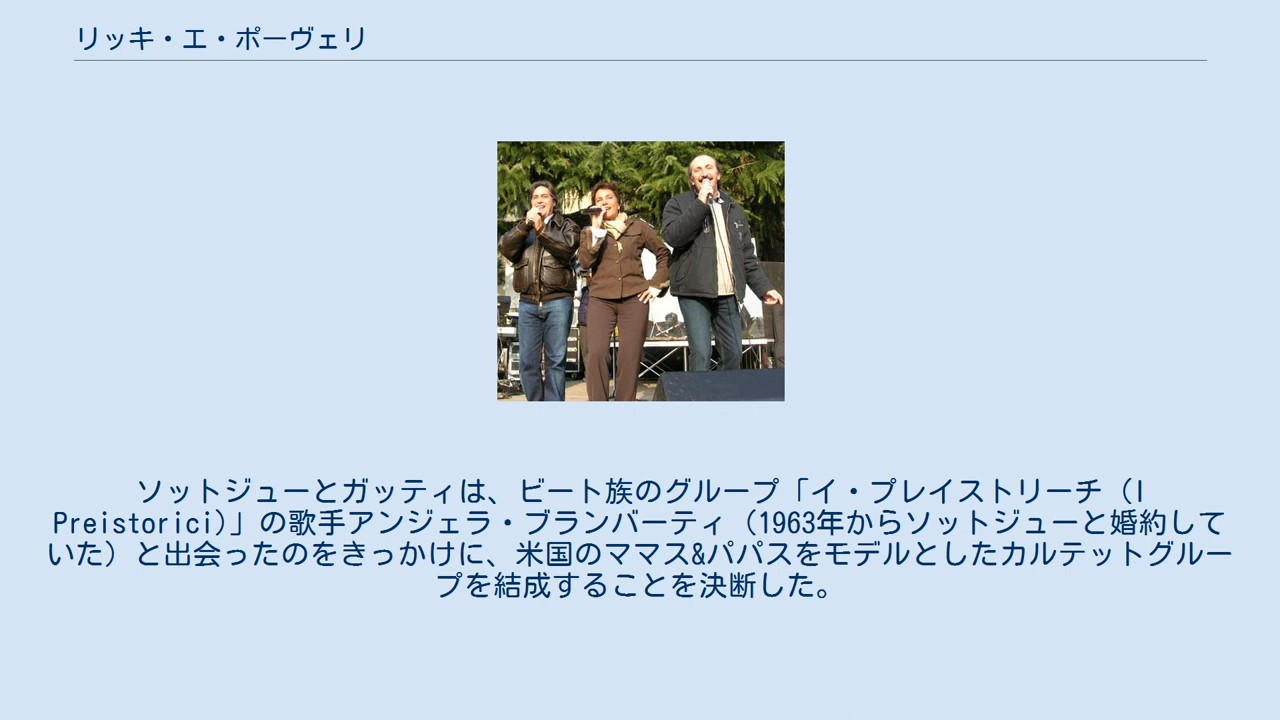 リッキ・エ・ポーヴェリ
ソットジューとガッティは、ビート族のグループ「イ・プレイストリーチ（I
Preistorici)」の歌手アンジェラ・ブランバーティ（1963年からソットジューと婚約して
いた）と出会ったのをきっかけに、米国のママス&パパスをモデルとしたカルテットグルー
プを結成することを決断した。